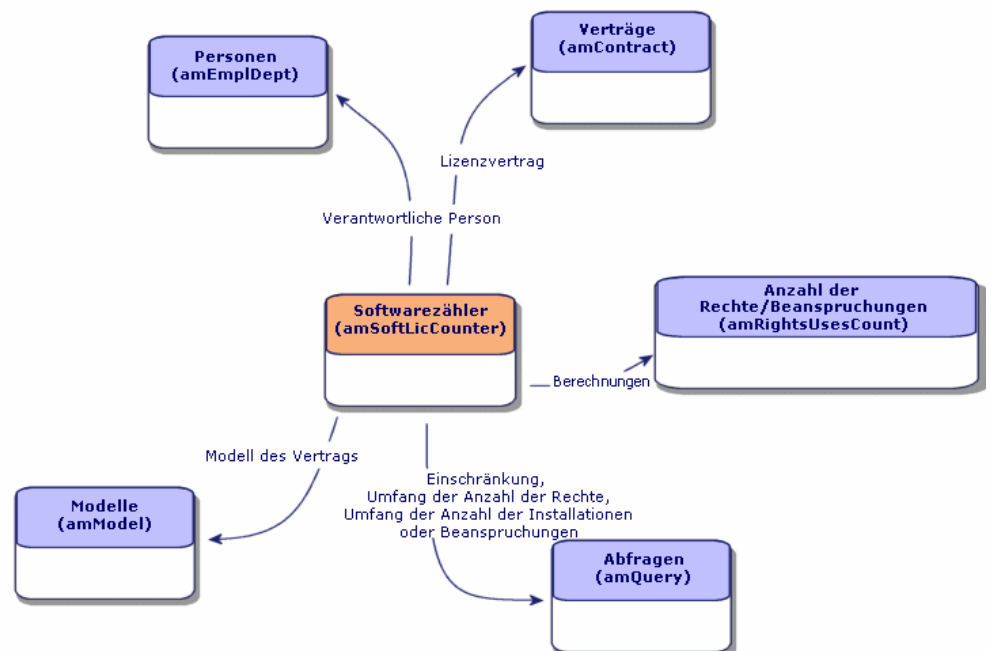 Verträge
(amContract)
Personen
(amEmplDept)
Lizenzvertrag
Verantwortliche Person
Softwarezähler
(amSoftLicCounter)
Anzahl der
Rechte/Beanspruchungen
(amRightsUsesCount)
Berechnungen
Modell des Vertrags
Einschränkung,
Umfang der Anzahl der Rechte,
Umfang der Anzahl der Installationen
oder Beanspruchungen
Modelle
(amModel)
Abfragen
(amQuery)